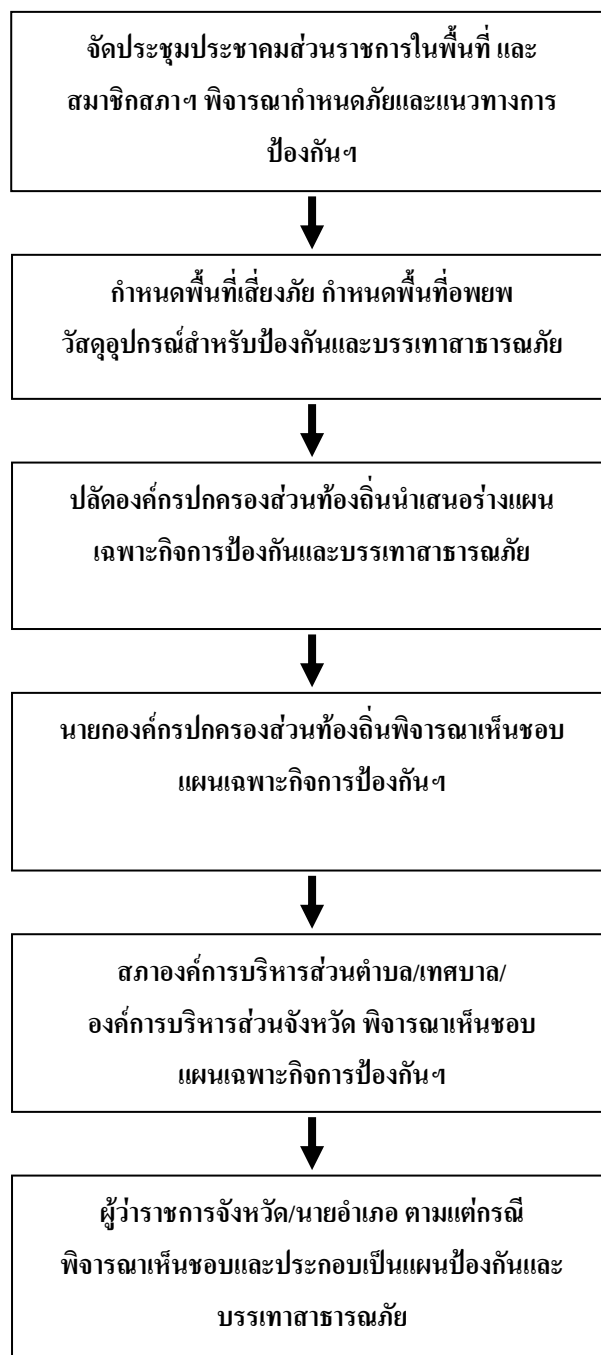 จัดประชุมประชาคมส่วนราชการในพื้นที่ และ
สมาชิกสภาฯ พิจารณากำหนดภัยและแนวทางการ
ป้องกันฯ
กำหนดพื้นที่เสี่ยงภัย กำหนดพื้นที่อพยพ
วัสดุอุปกรณ์สำหรับป้องกันและบรรเทาสาธารณภัย
ปลัดองค์กรปกครองส่วนท้องถิ่นนำเสนอร่างแผน
เฉพาะกิจการป้องกันและบรรเทาสาธารณภัย
นายกองค์กรปกครองส่วนท้องถิ่นพิจารณาเห็นชอบ
แผนเฉพาะกิจการป้องกันฯ
สภาองค์การบริหารส่วนตำบล/เทศบาล/
องค์การบริหารส่วนจังหวัด พิจารณาเห็นชอบ
แผนเฉพาะกิจการป้องกันฯ
ผู้ว่าราชการจังหวัด/นายอำเภอ ตามแต่กรณี
พิจารณาเห็นชอบและประกอบเป็นแผนป้องกันและ
บรรเทาสาธารณภัย